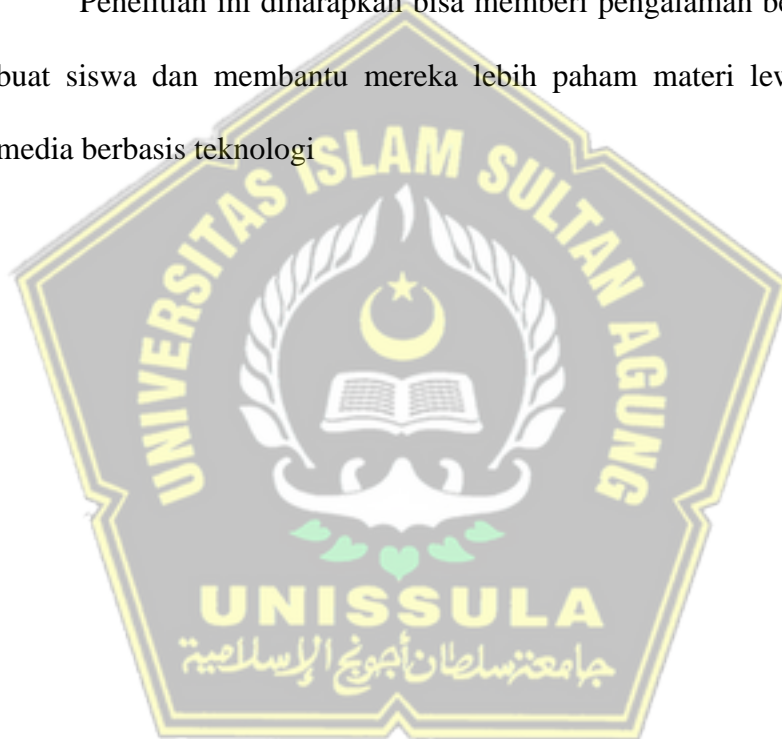 Penelitian ini diharapkan bisa memberi pengalaman
buat siswa dan membantu mereka lebih paham materi
media berbasis teknologi
UNIVERSITAS ISLAM SULTAN AGUNG
UNISSULA
جامعة سلطان أجونج الإسلامية